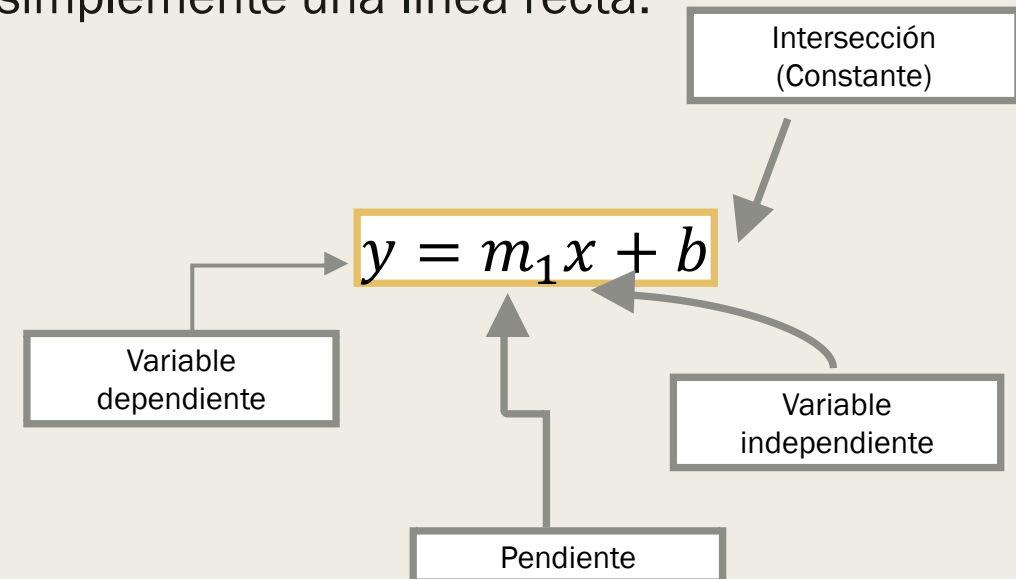 simplemente una línea recta.
Intersección
(Constante)
y = m₁x + b
Variable
dependiente
Variable
independiente
Pendiente